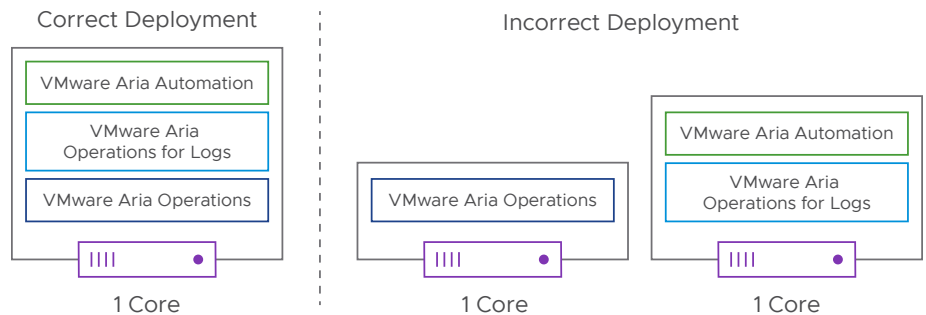 Correct Deployment
VMware Aria Automation
VMware Aria
Operations for Logs
VMware Aria Operations
1 Core
Incorrect Deployment
VMware Aria Operations
1 Core
VMware Aria Automation
VMware Aria
Operations for Logs
1 Core